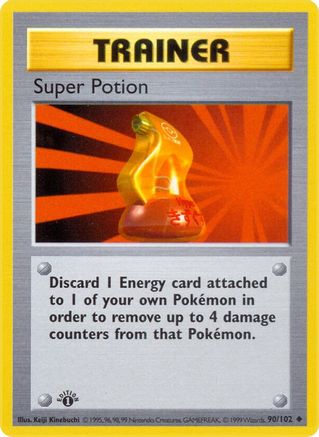 TRAINER
Super Potion
Discard 1 Energy card attached
to 1 of your own Pokémon in
order to remove up to 4 damage
counters from that Pokémon.
EDITION
1
Illus. Keiji Kinebuchi ©1995, 96, 98, 99 Nintendo, Creatures, GAMEFREAK. ©1999 Wizards. 90/102 ◆